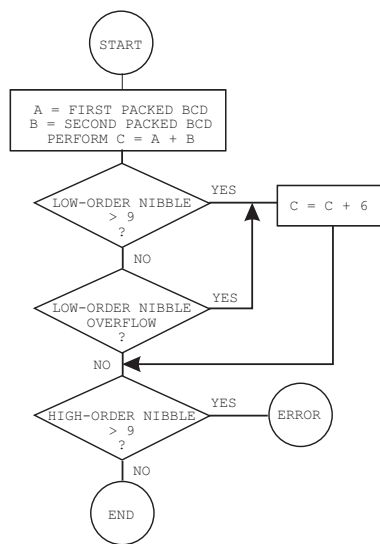 START
A = FIRST PACKED BCD
B = SECOND PACKED BCD
PERFORM C = A + B
LOW-ORDER NIBBLE
> 9
?
YES
C = C + 6
NO
LOW-ORDER NIBBLE
OVERFLOW
?
YES
NO
HIGH-ORDER NIBBLE
> 9
?
YES
ERROR
NO
END